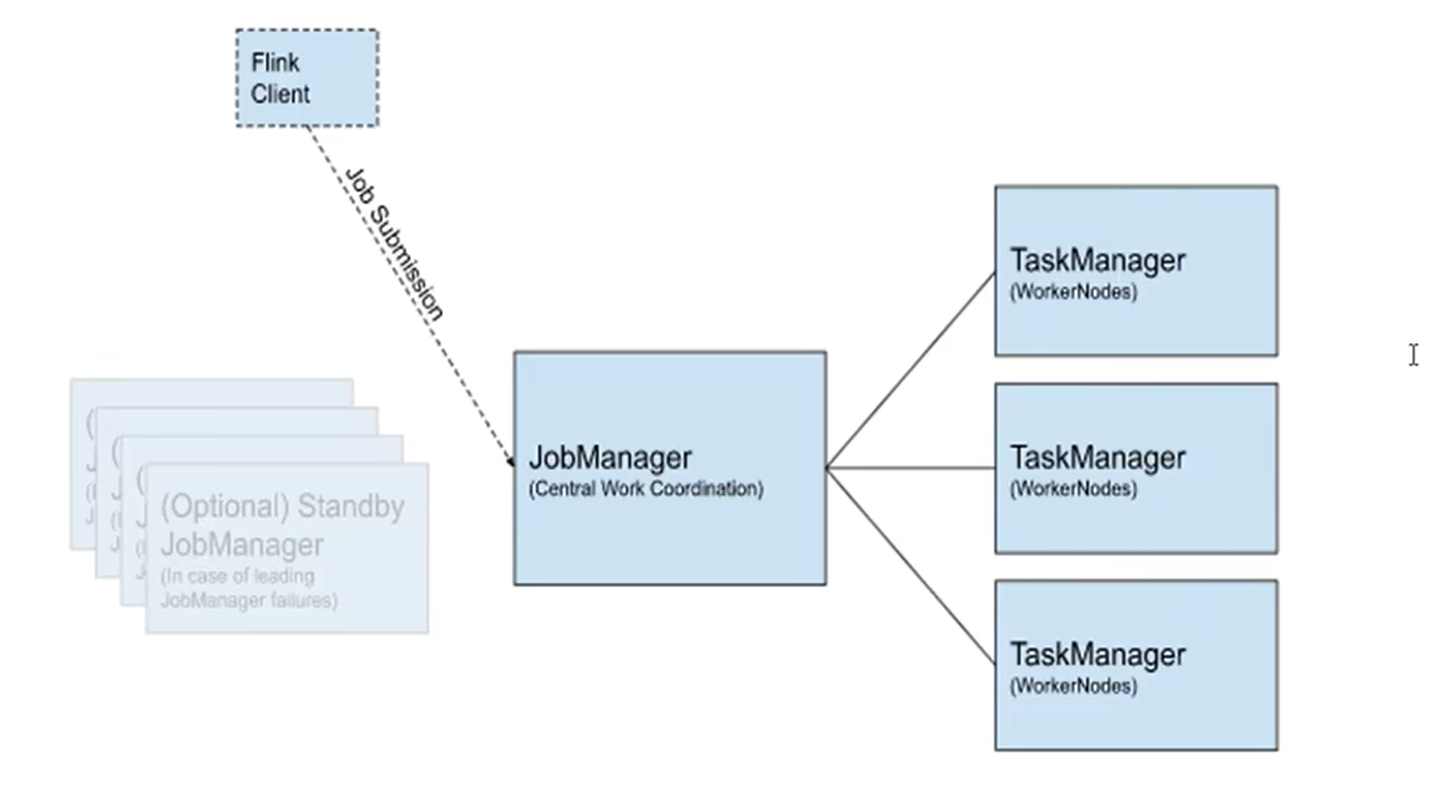 Flink
Client
Job Submission
JobManager
(Central Work Coordination)
TaskManager
(WorkerNodes)
TaskManager
(WorkerNodes)
TaskManager
(WorkerNodes)
(Optional) Standby
JobManager
(In case of leading
JobManager failures)